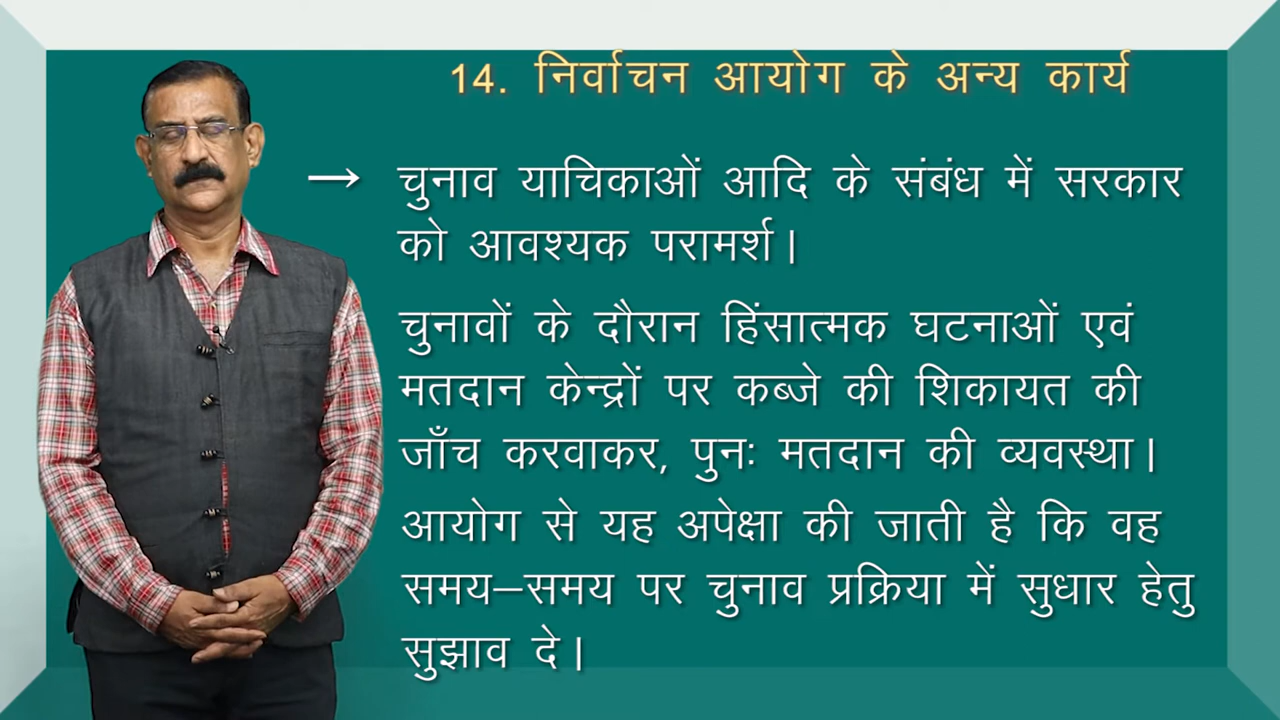 14. निर्वाचन आयोग के अन्य कार्य
→ चुनाव याचिकाओं आदि के संबंध में सरकार
को आवश्यक परामर्श।
चुनावों के दौरान हिंसात्मक घटनाओं एवं
मतदान केन्द्रों पर कब्जे की शिकायत की
जाँच करवाकर, पुनः मतदान की व्यवस्था।
आयोग से यह अपेक्षा की जाती है कि वह
समय–समय पर चुनाव प्रक्रिया में सुधार हेतु
सुझाव दे।